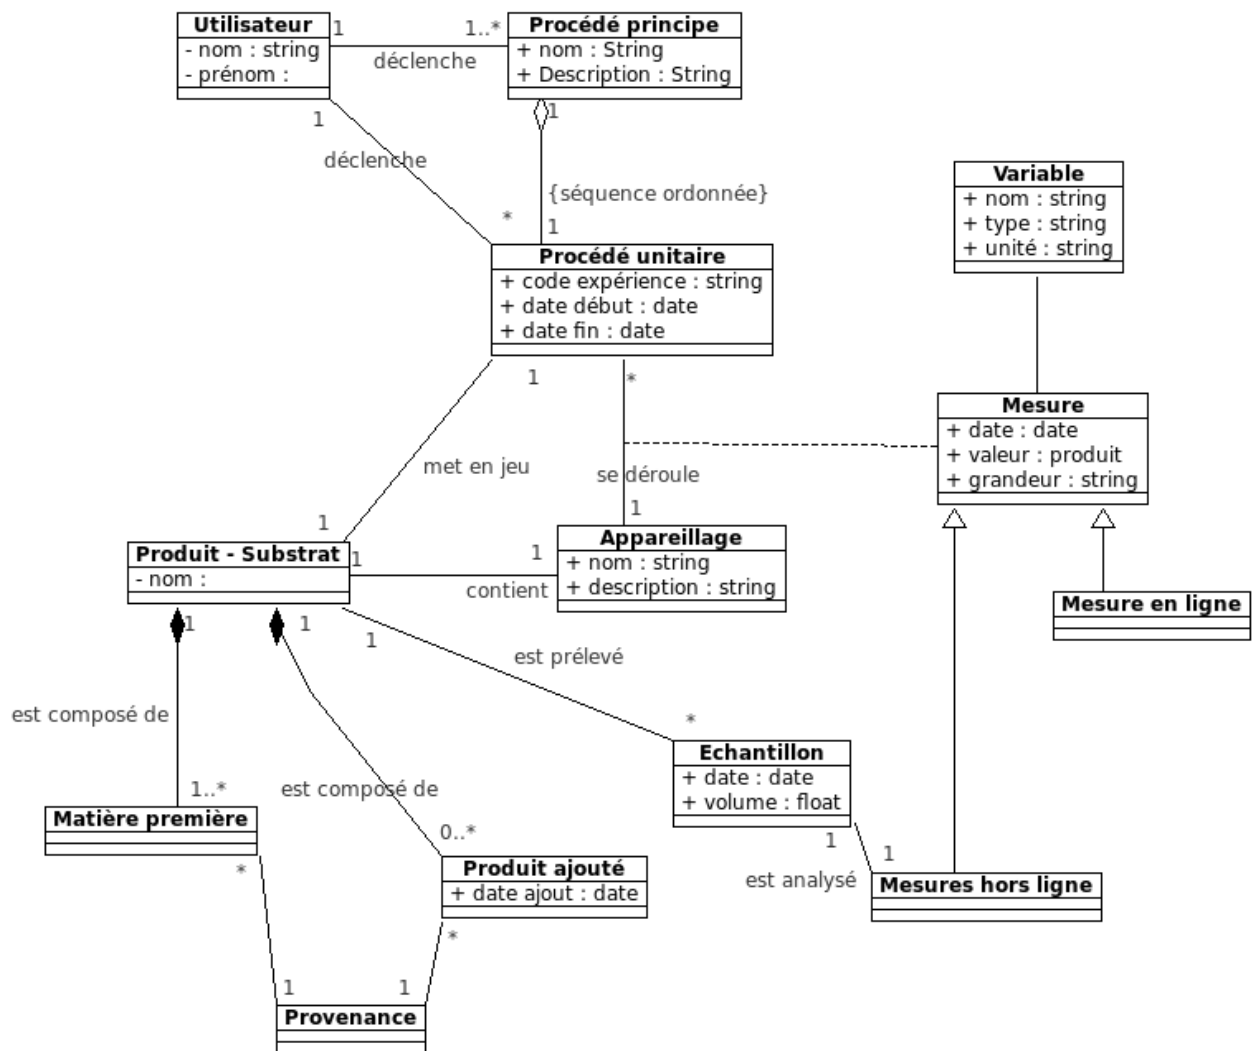 Utilisateur
- nom : string
- prénom :
1
1..*
déclenche
Procédé principe
+ nom : String
+ Description : String
1
1
déclenche
{séquence ordonnée}
*
1
Procédé unitaire
+ code expérience : string
+ date début : date
+ date fin : date
Variable
+ nom : string
+ type : string
+ unité : string
1
*
Mesure
+ date : date
+ valeur : produit
+ grandeur : string
met en jeu
se déroule
1
1
Produit - Substrat
- nom :
1
1
contient
Appareillage
+ nom : string
+ description : string
Mesure en ligne
1
1
1
est prélevé
est composé de
*
Echantillon
+ date : date
+ volume : float
1..*
est composé de
Matière première
0..*
1
1
*
Produit ajouté
+ date ajout : date
est analysé
Mesures hors ligne
*
1
1
Provenance